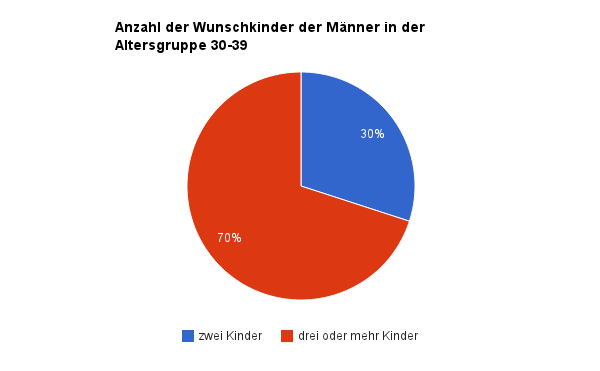 Anzahl der Wunschkinder der Männer in der
Altersgruppe 30-39
30%
70%
zwei Kinder
drei oder mehr Kinder